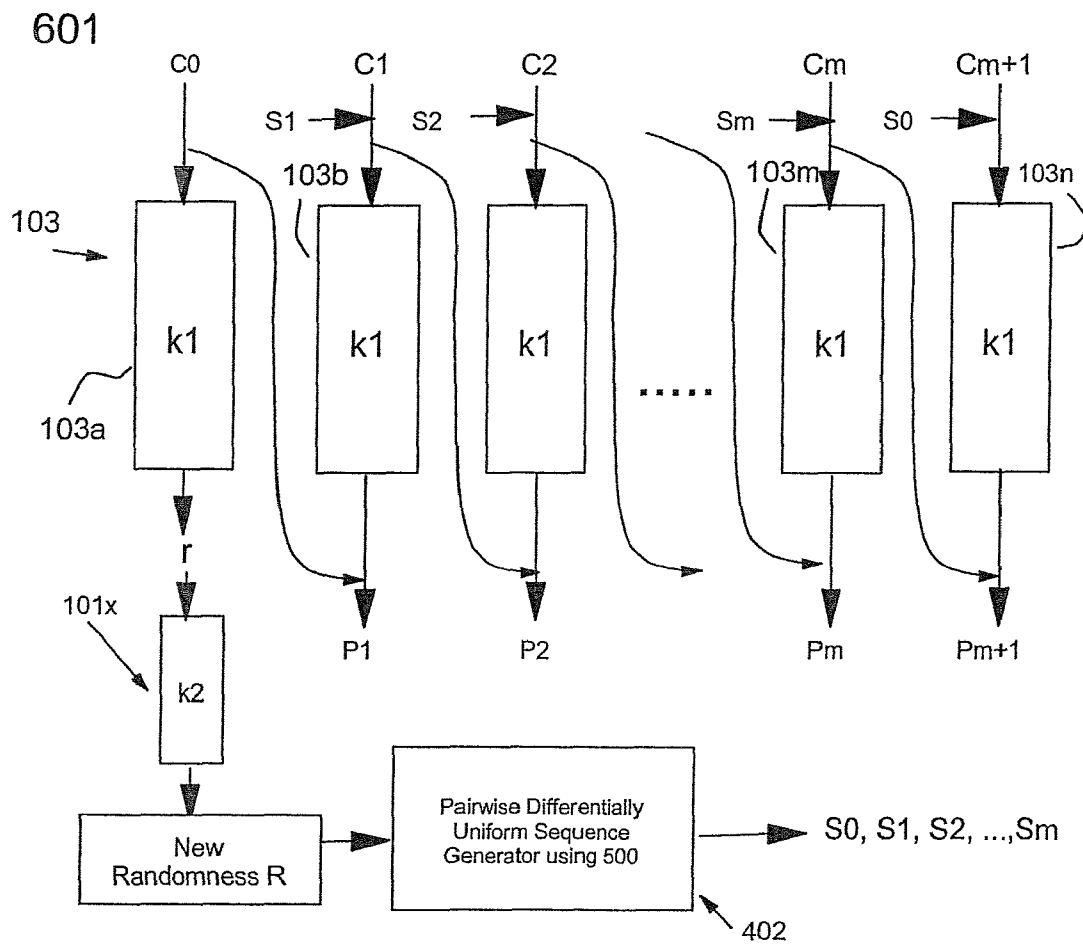 601
C0 C1 C2 Cm Cm+1
S1 S2 Sm S0
103b 103m 103n
103
k1 k1 k1 k1 k1
.....
103a
r
101x
P1 P2 Pm Pm+1
k2
Pairwise Differentially
Uniform Sequence
Generator using 500
S0, S1, S2, ...,Sm
New
Randomness R
402